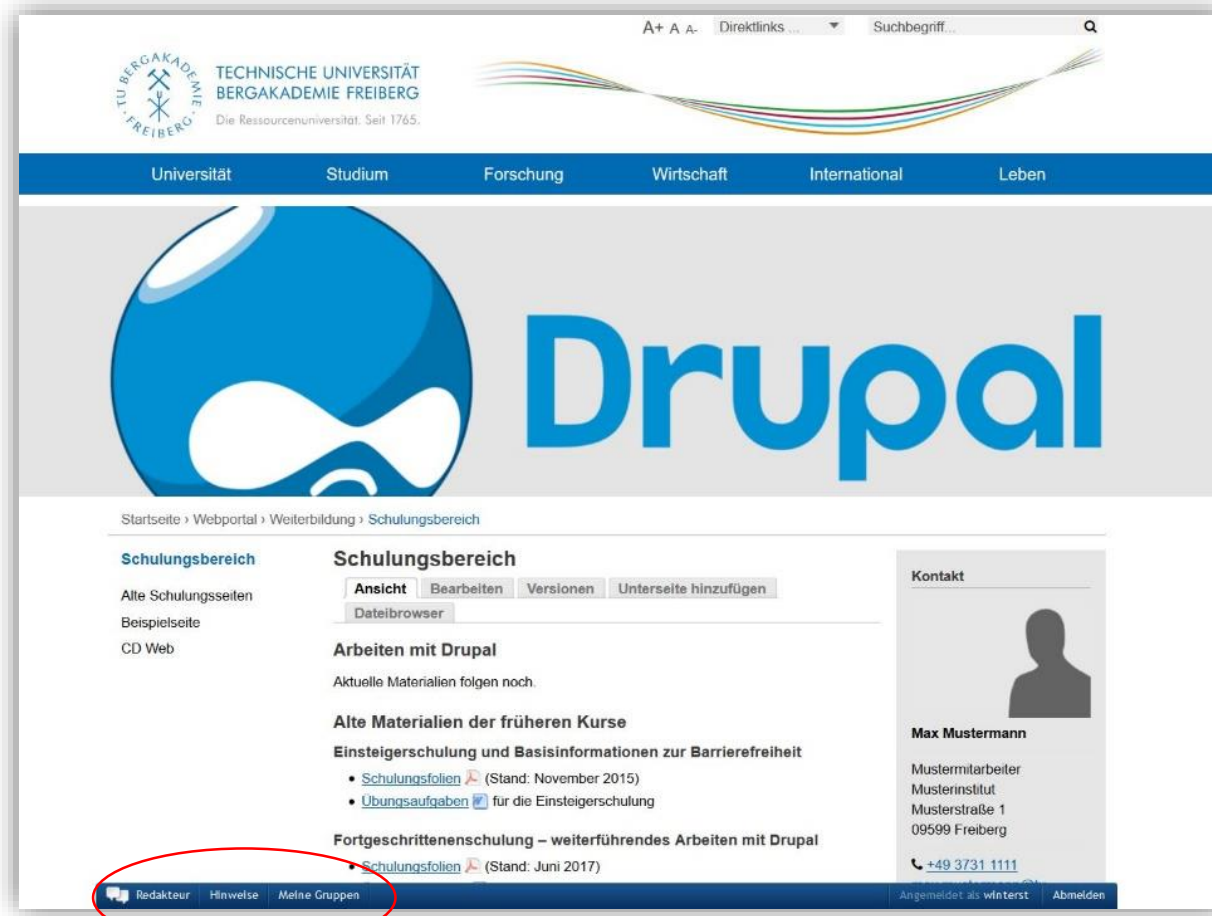 A+ A A- Direktlinks ... Suchbegriff...
TU BERGAKADEMIE FREIBERG
TECHNISCHE UNIVERSITÄT
BERGAKADEMIE FREIBERG
Die Ressourcenuniversität. Seit 1765.
Universität Studium Forschung Wirtschaft International Leben
Drupal
Startseite › Webportal › Weiterbildung › Schulungsbereich
Schulungsbereich
Alte Schulungsseiten
Beispielseite
CD Web
Schulungsbereich
Ansicht Bearbeiten Versionen Unterseite hinzufügen
Dateibrowser
Arbeiten mit Drupal
Aktuelle Materialien folgen noch.
Alte Materialien der früheren Kurse
Einsteigerschulung und Basisinformationen zur Barrierefreiheit
• Schulungsfolien (Stand: November 2015)
• Übungsaufgaben für die Einsteigerschulung
Fortgeschrittenenschulung – weiterführendes Arbeiten mit Drupal
• Schulungsfolien (Stand: Juni 2017)
Kontakt
Max Mustermann
Mustermitarbeiter
Musterinstitut
Musterstraße 1
09599 Freiberg
+49 3731 1111
Redakteur Hinweise Meine Gruppen Angemeldet als winterst Abmelden